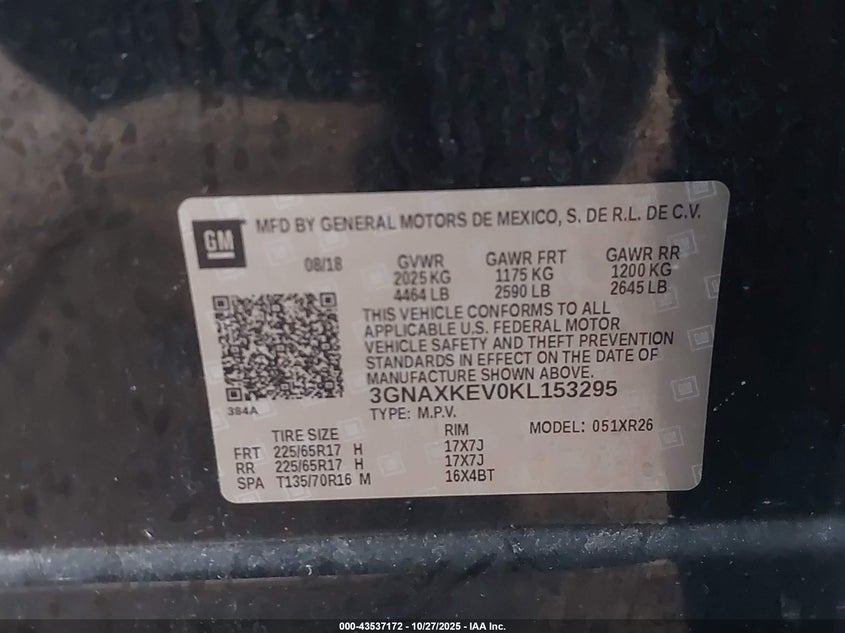 GM
MFD BY GENERAL MOTORS DE MEXICO, S. DE R.L. DE C.V.
08/18 GVWR GAWR FRT GAWR RR
2025 KG 1175 KG 1200 KG
4464 LB 2590 LB 2645 LB
THIS VEHICLE CONFORMS TO ALL
APPLICABLE U.S. FEDERAL MOTOR
VEHICLE SAFETY AND THEFT PREVENTION
STANDARDS IN EFFECT ON THE DATE OF
MANUFACTURE SHOWN ABOVE.
384A
3GNAXKEV0KL153295
TYPE: M.P.V.
TIRE SIZE RIM MODEL: 051XR26
FRT 225/65R17 H 17X7J
RR 225/65R17 H 17X7J
SPA T135/70R16 M 16X4BT
000-43537172 - 10/27/2025 - IAA Inc.